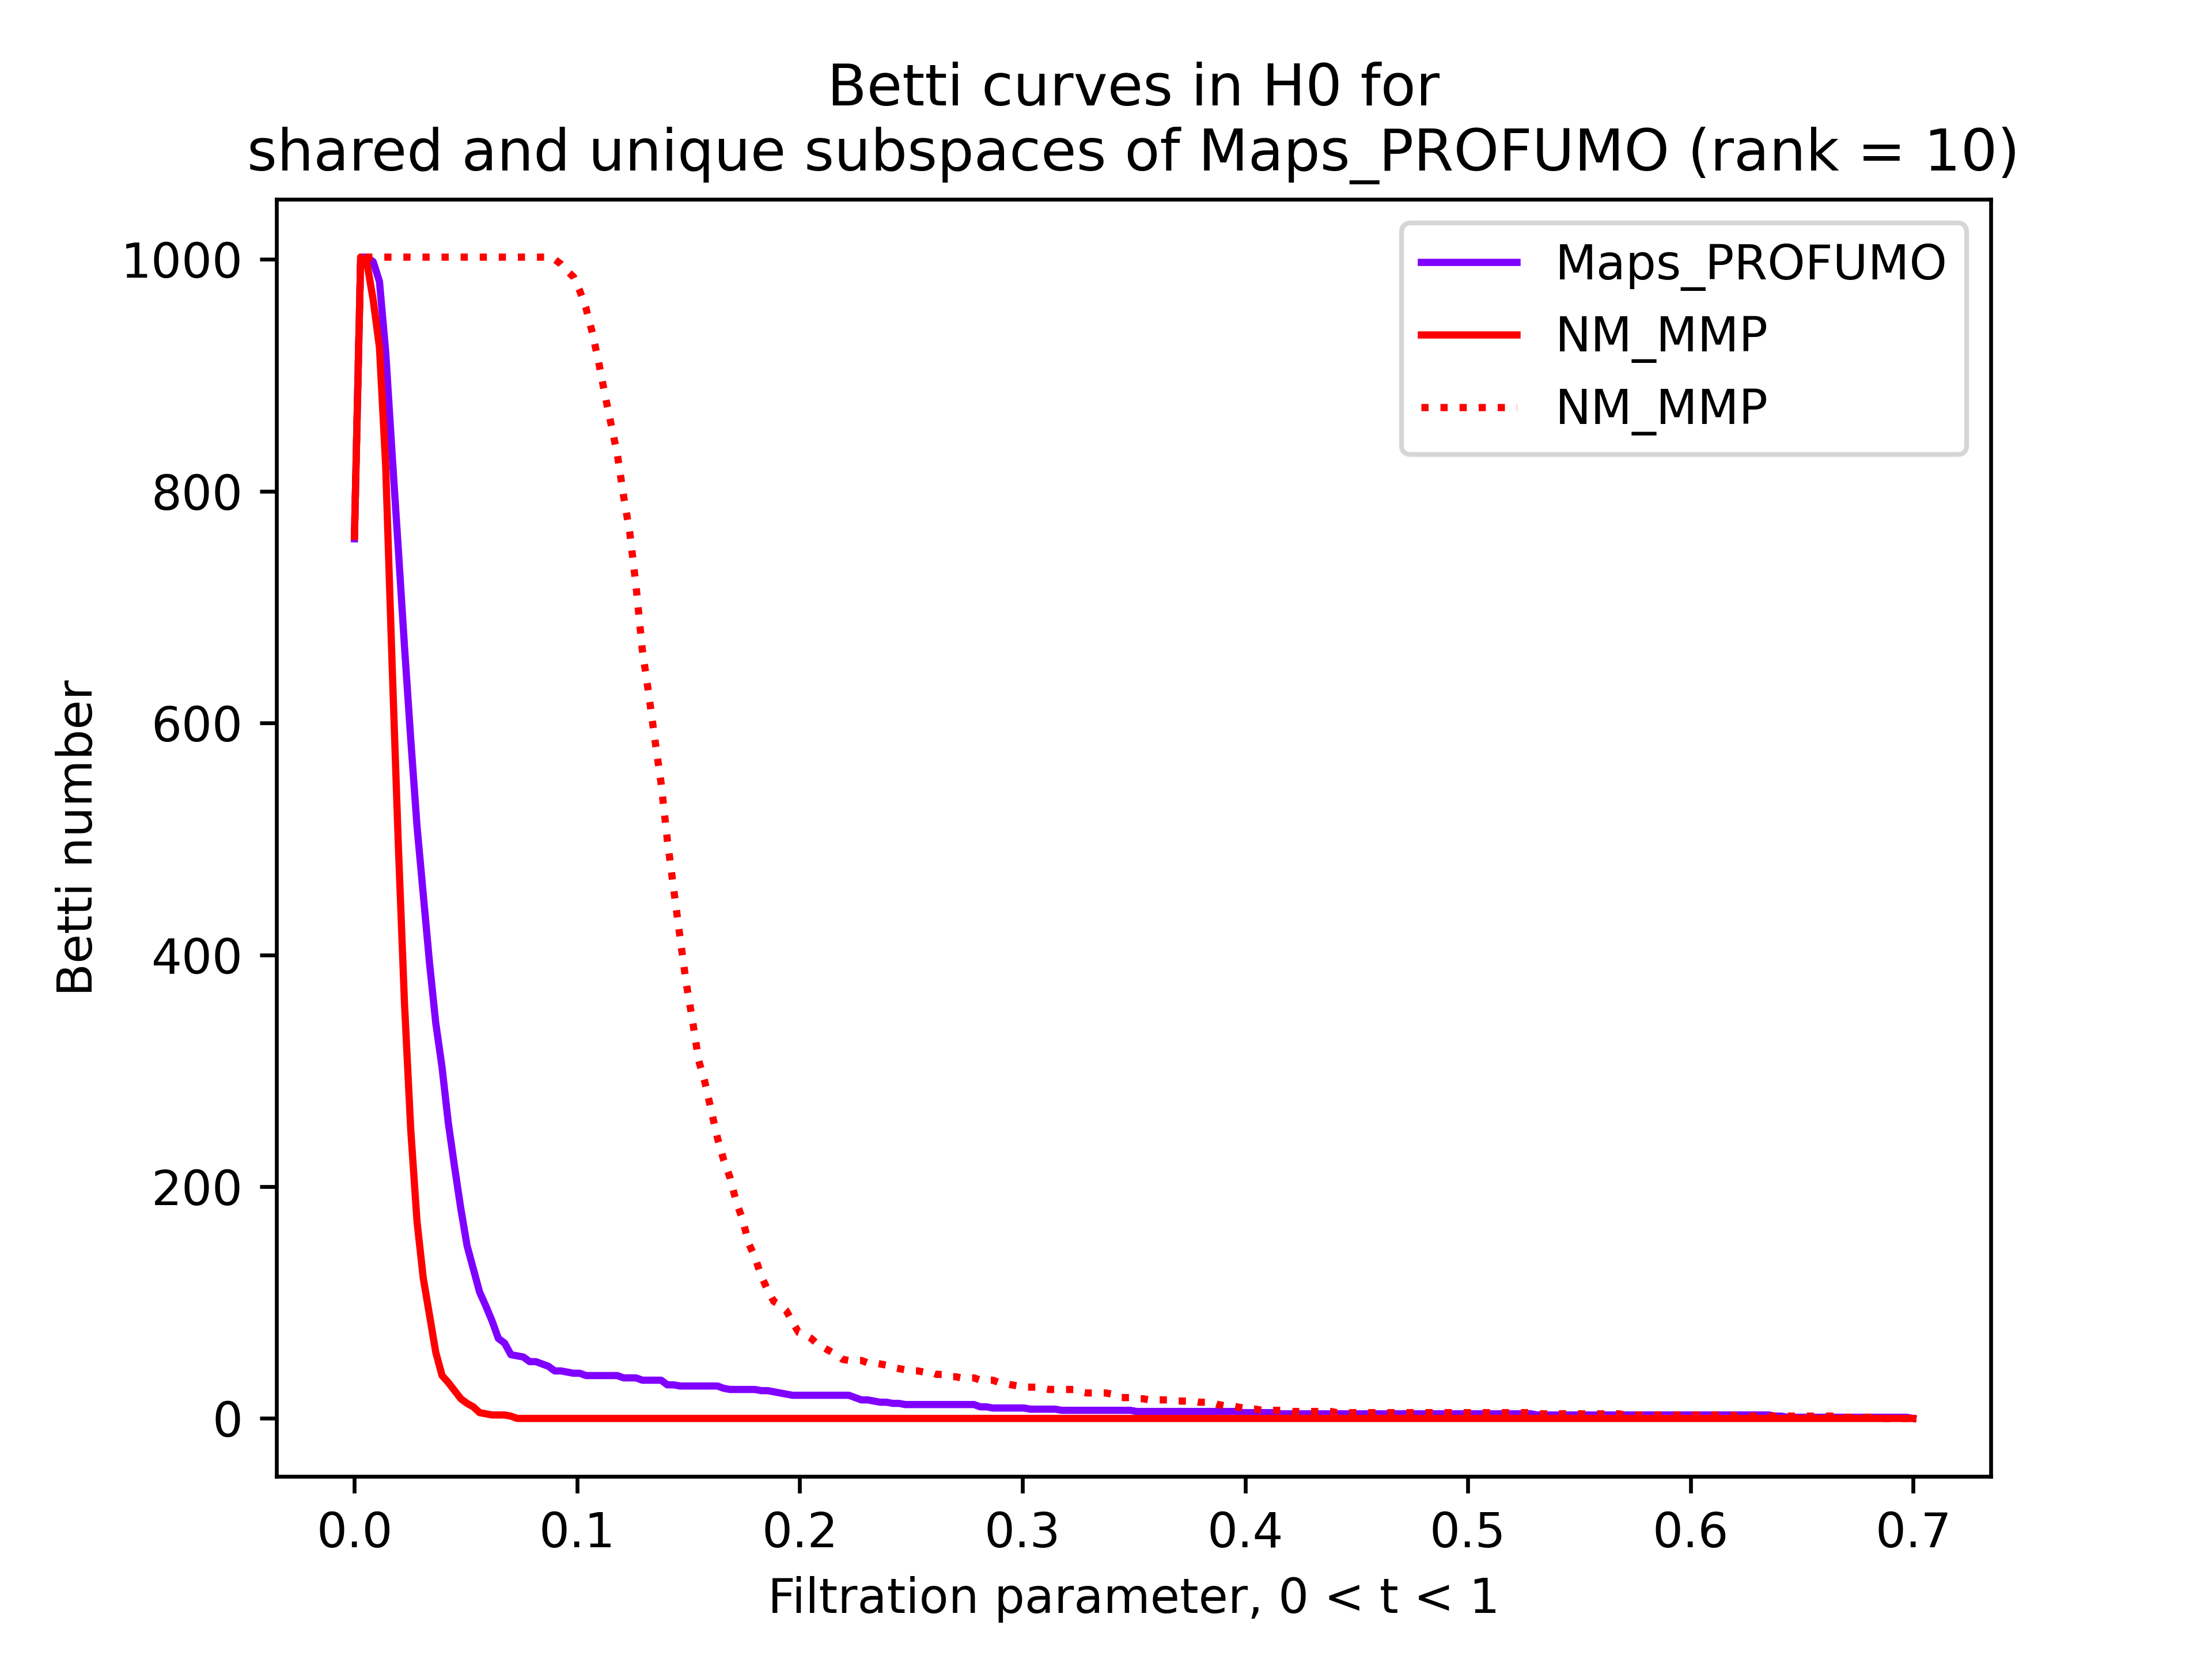 Betti curves in H0 for
shared and unique subspaces of Maps_PROFUMO (rank = 10)
Maps_PROFUMO
NM_MMP
NM_MMP
Betti number
1000
800
600
400
200
0
0.0 0.1 0.2 0.3 0.4 0.5 0.6 0.7
Filtration parameter, 0 < t < 1